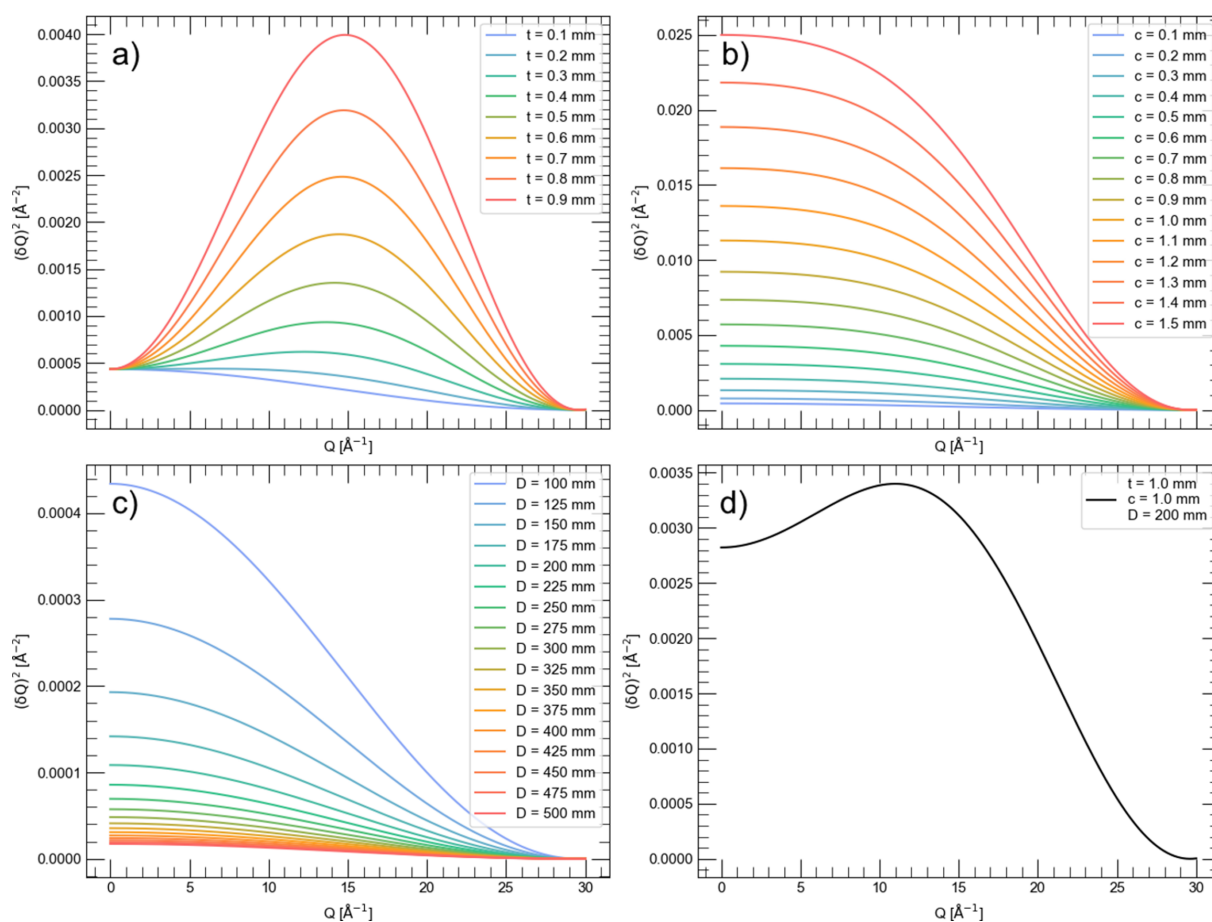 a)
t = 0.1 mm
t = 0.2 mm
t = 0.3 mm
t = 0.4 mm
t = 0.5 mm
t = 0.6 mm
t = 0.7 mm
t = 0.8 mm
t = 0.9 mm
0.0040
0.0035
0.0030
0.0025
0.0020
0.0015
0.0010
0.0005
0.0000
(δQ)² [Å⁻²]
Q [Å⁻¹]
b)
c = 0.1 mm
c = 0.2 mm
c = 0.3 mm
c = 0.4 mm
c = 0.5 mm
c = 0.6 mm
c = 0.7 mm
c = 0.8 mm
c = 0.9 mm
c = 1.0 mm
c = 1.1 mm
c = 1.2 mm
c = 1.3 mm
c = 1.4 mm
c = 1.5 mm
0.025
0.020
0.015
0.010
0.005
0.000
(δQ)² [Å⁻²]
Q [Å⁻¹]
c)
D = 100 mm
D = 125 mm
D = 150 mm
D = 175 mm
D = 200 mm
D = 225 mm
D = 250 mm
D = 275 mm
D = 300 mm
D = 325 mm
D = 350 mm
D = 375 mm
D = 400 mm
D = 425 mm
D = 450 mm
D = 475 mm
D = 500 mm
0.0004
0.0003
0.0002
0.0001
0.0000
(δQ)² [Å⁻²]
0 5 10 15 20 25 30
Q [Å⁻¹]
d)
t = 1.0 mm
c = 1.0 mm
D = 200 mm
0.0035
0.0030
0.0025
0.0020
0.0015
0.0010
0.0005
0.0000
(δQ)² [Å⁻²]
0 5 10 15 20 25 30
Q [Å⁻¹]